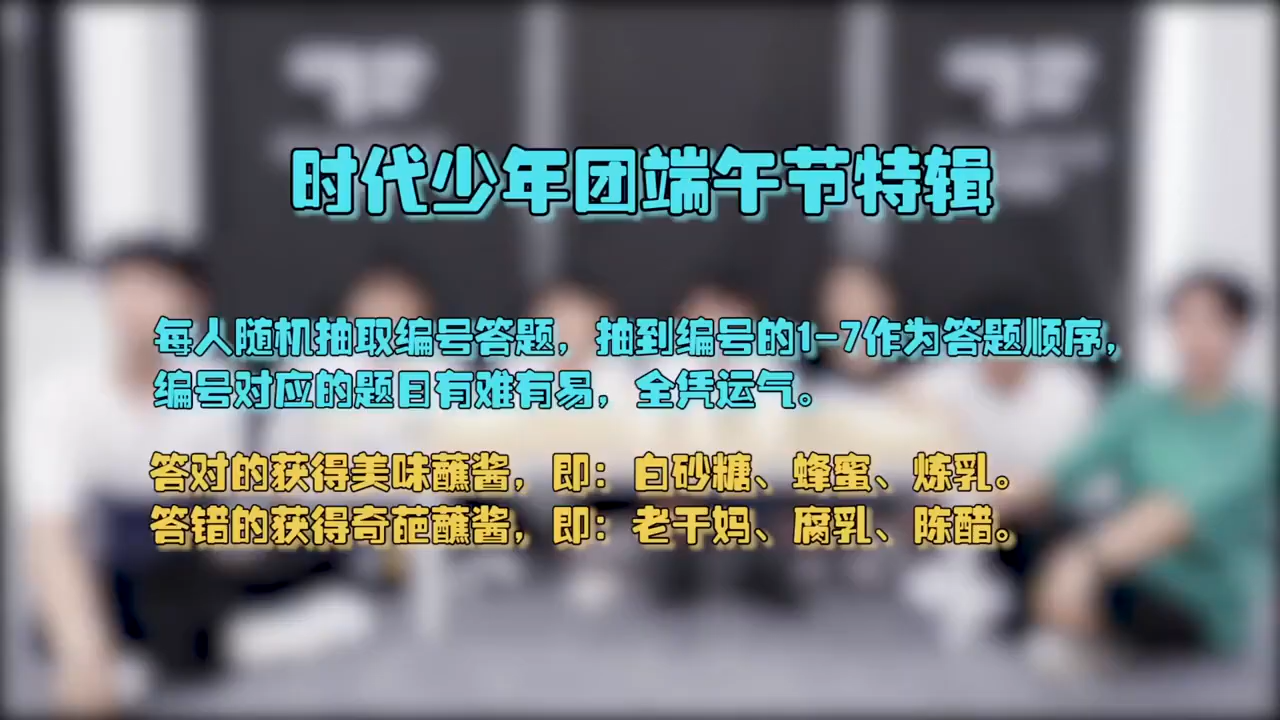 时代少年团端午节特辑
每人随机抽取编号答题，抽到编号的1-7作为答题顺序，
编号对应的题目有难有易，全凭运气。
答对的获得美味蘸酱，即：白砂糖、蜂蜜、炼乳。
答错的获得奇葩蘸酱，即：老干妈、腐乳、陈醋。